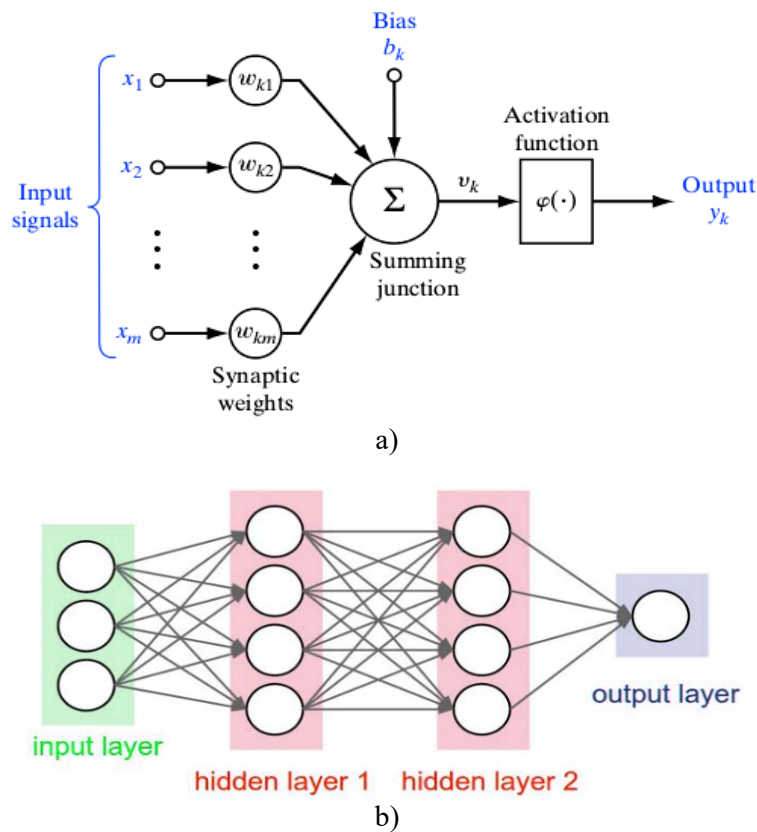 Bias
b_k
x_1
w_k1
Activation
function
x_2
w_k2
Input
signals
Σ
v_k
φ(·)
Output
y_k
Summing
junction
x_m
w_km
Synaptic
weights
a)
input layer
hidden layer 1
hidden layer 2
output layer
b)